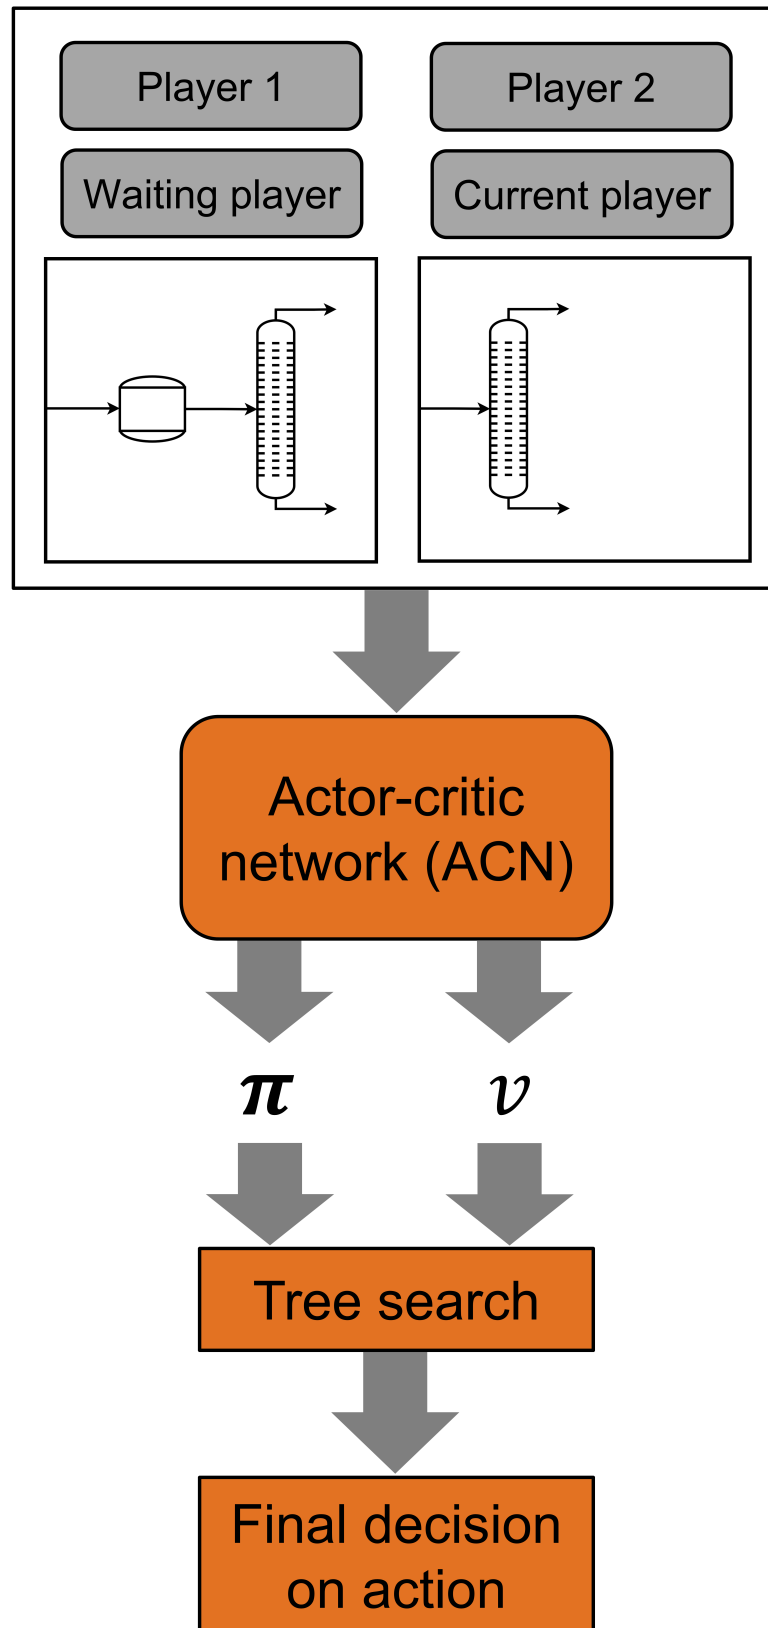 Player 1
Player 2
Waiting player
Current player
Actor-critic
network (ACN)
π
v
Tree search
Final decision
on action